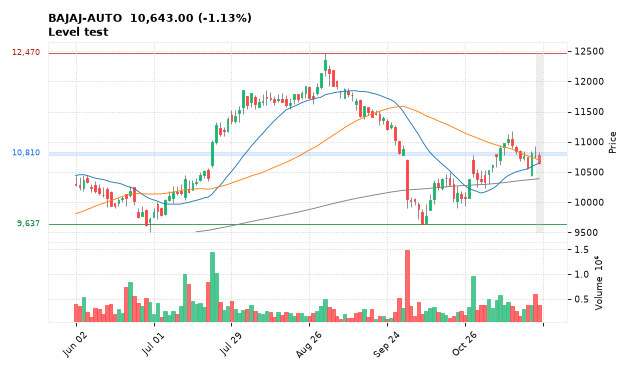 BAJAJ-AUTO 10,643.00 (-1.13%)
Level test
12,470
10,810
9,637
12500
12000
11500
11000
10500
10000
9500
Price
1.5
1.0
0.5
Volume 10⁶
Jun 02
Jul 01
Jul 29
Aug 26
Sep 24
Oct 26